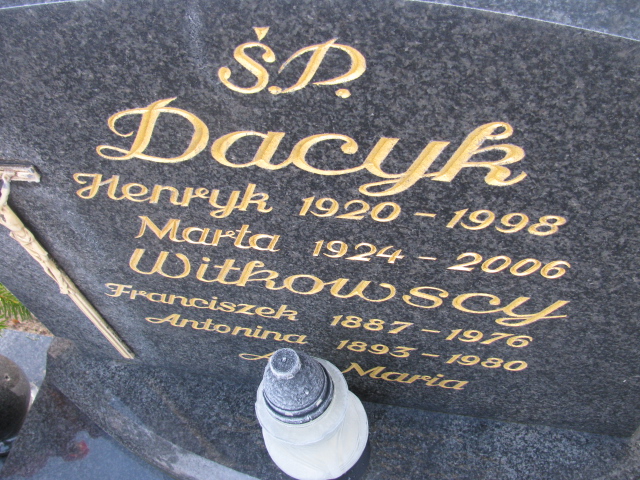 Ś.P.
Dacyk
Henryk 1920 - 1998
Marta 1924 - 2006
Witkowscy
Franciszek 1887 - 1976
Antonina 1893 - 1980
Maria